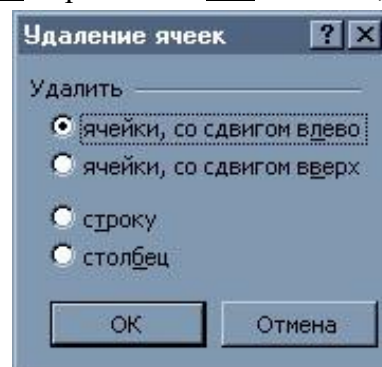 Удаление ячеек
Удалить
ячейки, со сдвигом влево
ячейки, со сдвигом вверх
строку
столбец
ОК Отмена